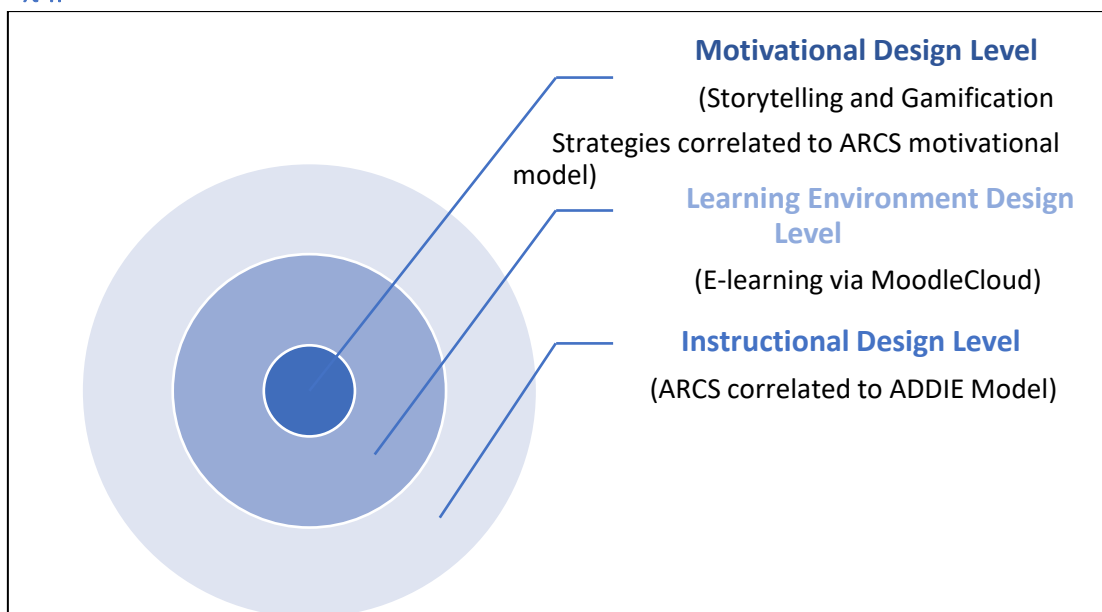 Motivational Design Level
(Storytelling and Gamification
Strategies correlated to ARCS motivational
model)
Learning Environment Design
Level
(E-learning via MoodleCloud)
Instructional Design Level
(ARCS correlated to ADDIE Model)